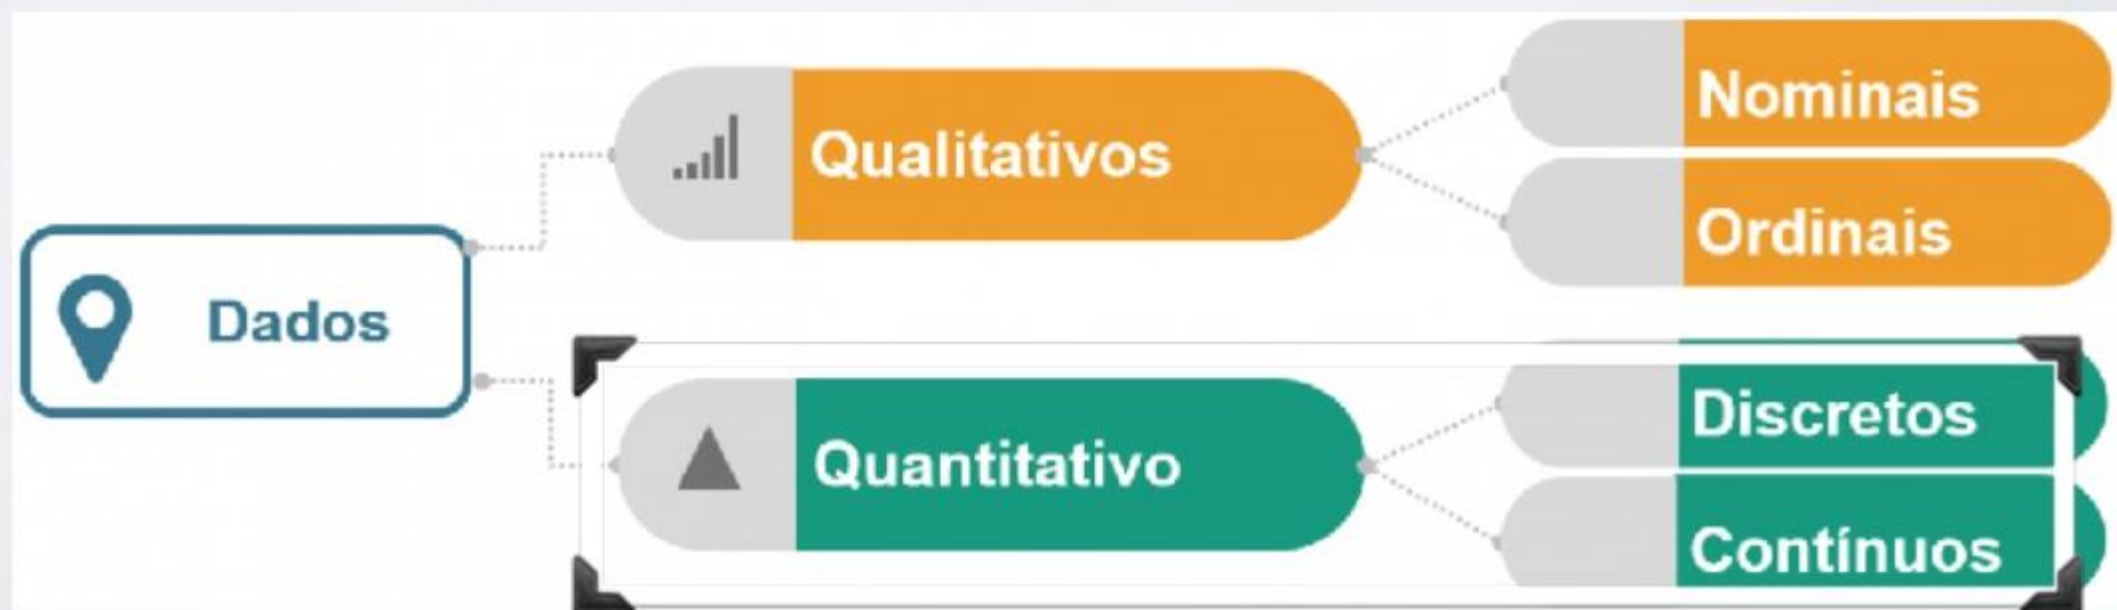 Dados
Qualitativos
Nominais
Ordinais
Quantitativo
Discretos
Contínuos